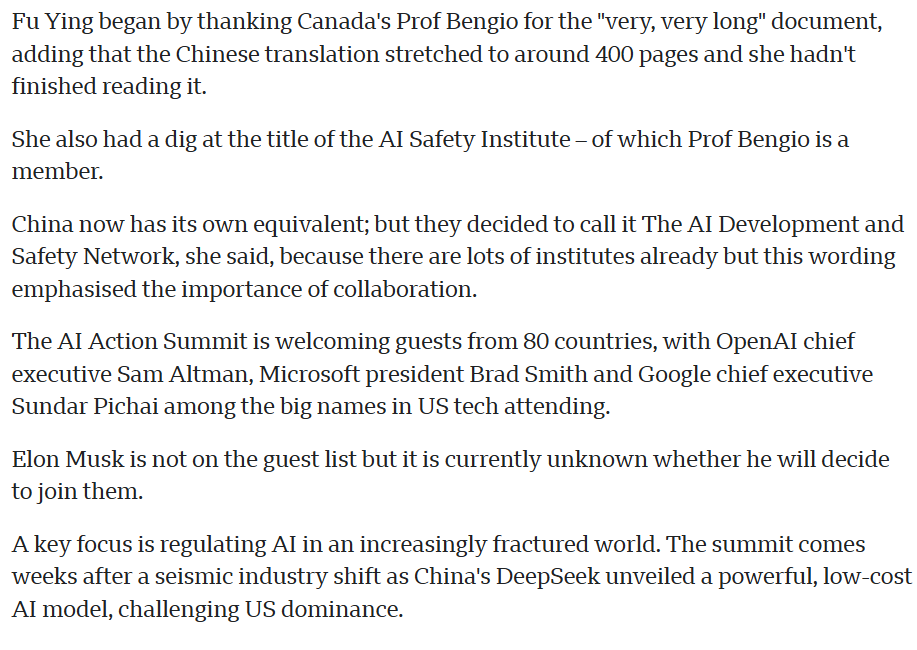 Fu Ying began by thanking Canada's Prof Bengio for the "very, very long" document,
adding that the Chinese translation stretched to around 400 pages and she hadn't
finished reading it.
She also had a dig at the title of the AI Safety Institute – of which Prof Bengio is a
member.
China now has its own equivalent; but they decided to call it The AI Development and
Safety Network, she said, because there are lots of institutes already but this wording
emphasised the importance of collaboration.
The AI Action Summit is welcoming guests from 80 countries, with OpenAI chief
executive Sam Altman, Microsoft president Brad Smith and Google chief executive
Sundar Pichai among the big names in US tech attending.
Elon Musk is not on the guest list but it is currently unknown whether he will decide
to join them.
A key focus is regulating AI in an increasingly fractured world. The summit comes
weeks after a seismic industry shift as China's DeepSeek unveiled a powerful, low-cost
AI model, challenging US dominance.